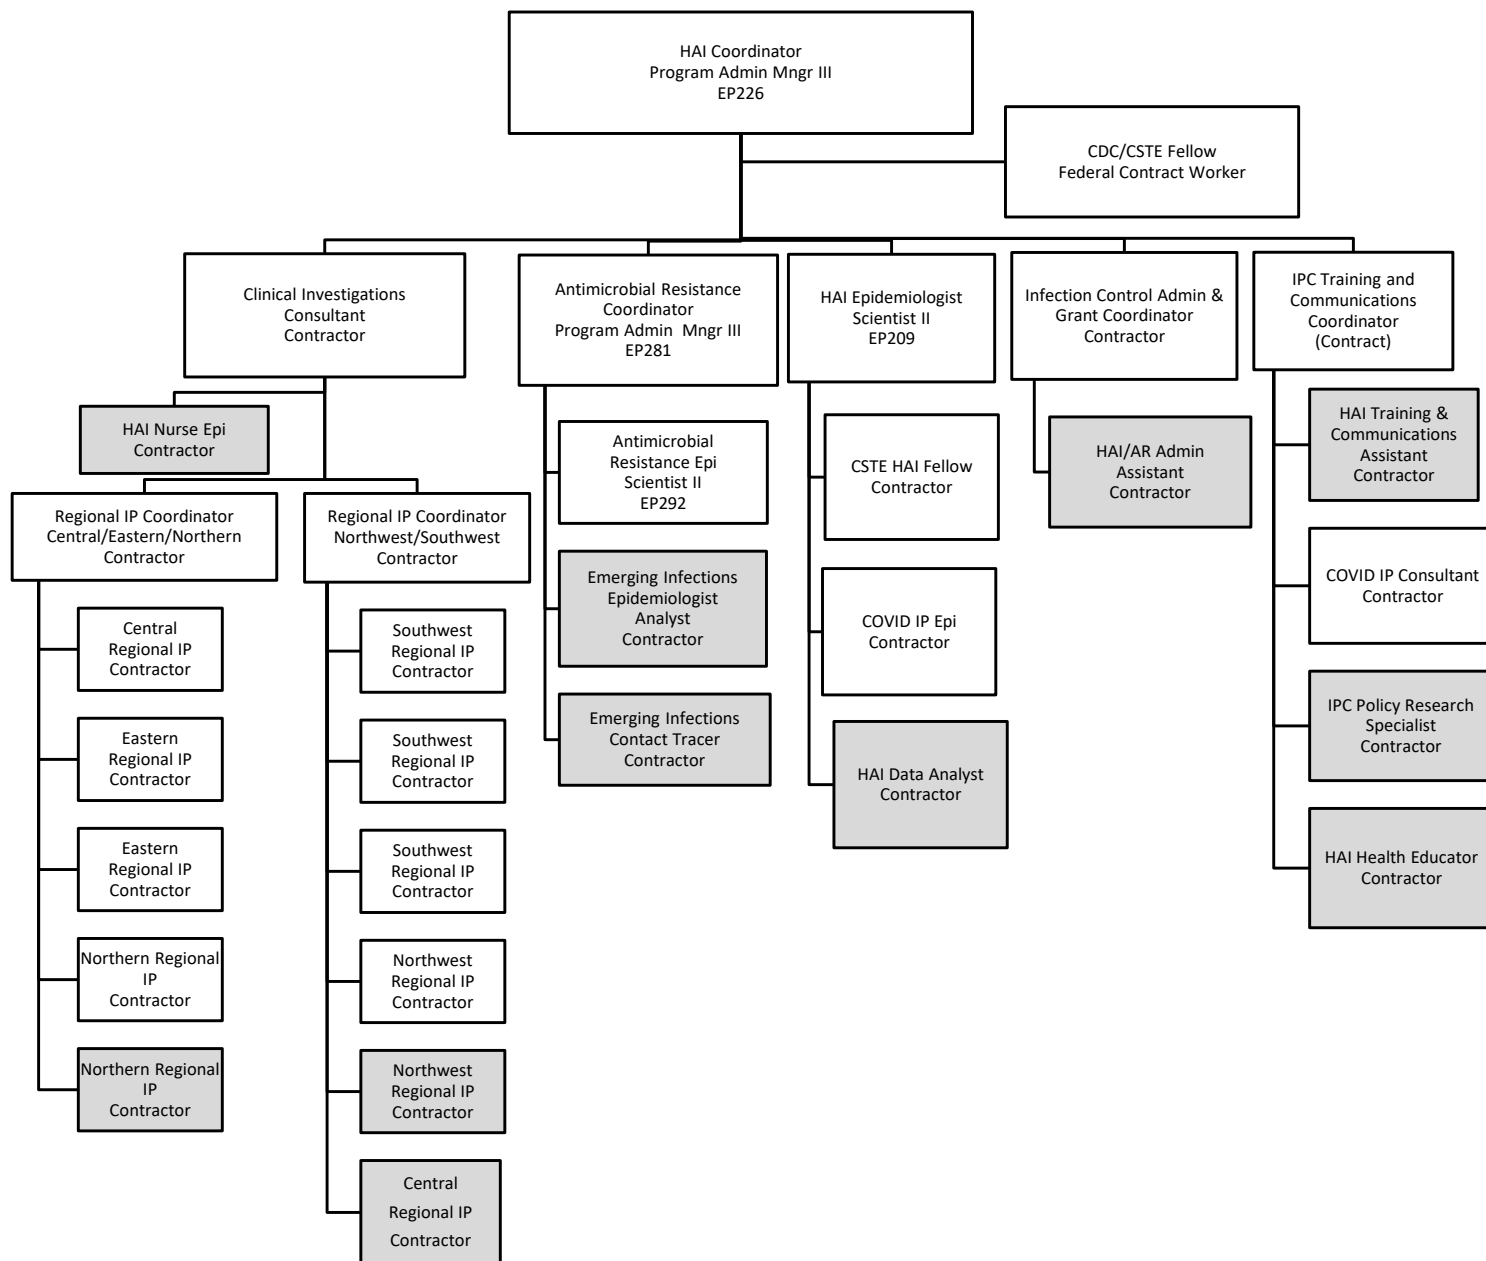 HAI Coordinator
Program Admin Mngr III
EP226
CDC/CSTE Fellow
Federal Contract Worker
Clinical Investigations
Consultant
Contractor
Antimicrobial Resistance
Coordinator
Program Admin  Mngr III
EP281
HAI Epidemiologist
Scientist II
EP209
Infection Control Admin &
Grant Coordinator
Contractor
IPC Training and
Communications
Coordinator
(Contract)
HAI Nurse Epi
Contractor
Regional IP Coordinator
Central/Eastern/Northern
Contractor
Regional IP Coordinator
Northwest/Southwest
Contractor
Central
Regional IP
Contractor
Eastern
Regional IP
Contractor
Eastern
Regional IP
Contractor
Northern Regional
IP
Contractor
Northern Regional
IP
Contractor
Southwest
Regional IP
Contractor
Southwest
Regional IP
Contractor
Southwest
Regional IP
Contractor
Northwest
Regional IP
Contractor
Northwest
Regional IP
Contractor
Central
Regional IP
Contractor
Antimicrobial
Resistance Epi
Scientist II
EP292
Emerging Infections
Epidemiologist
Analyst
Contractor
Emerging Infections
Contact Tracer
Contractor
CSTE HAI Fellow
Contractor
COVID IP Epi
Contractor
HAI Data Analyst
Contractor
HAI/AR Admin
Assistant
Contractor
HAI Training &
Communications
Assistant
Contractor
COVID IP Consultant
Contractor
IPC Policy Research
Specialist
Contractor
HAI Health Educator
Contractor